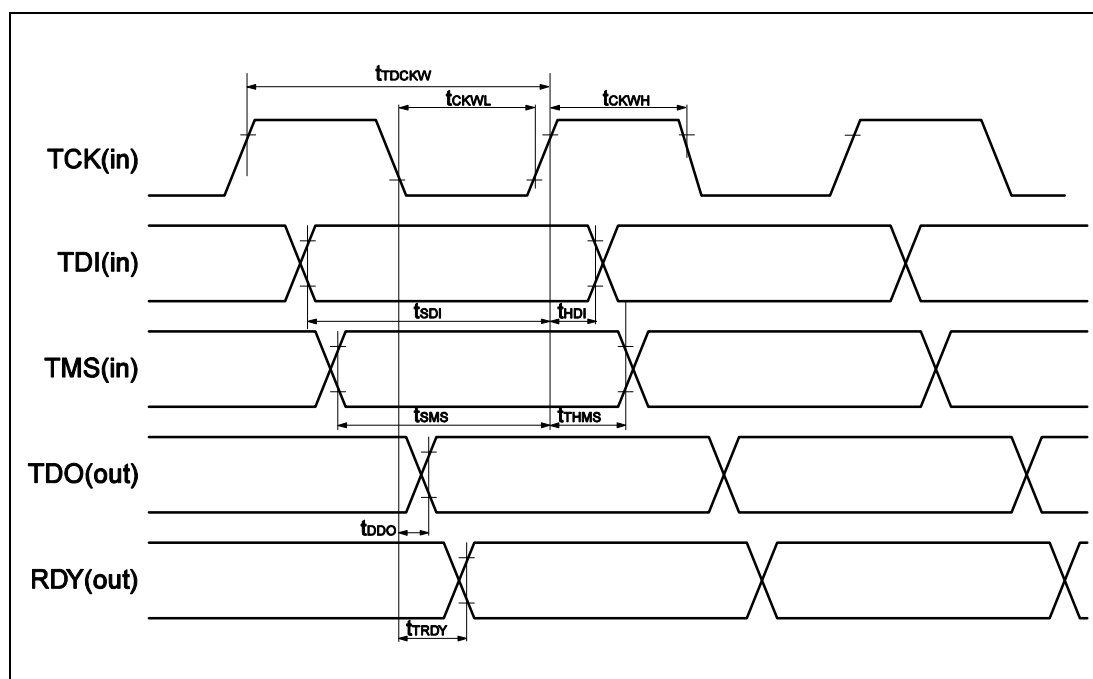 tTDCKW
tCKWL
tCKWH
TCK(in)
TDI(in)
tSDI
tHDI
TMS(in)
tSMS
tTHMS
TDO(out)
tDDO
RDY(out)
tTRDY